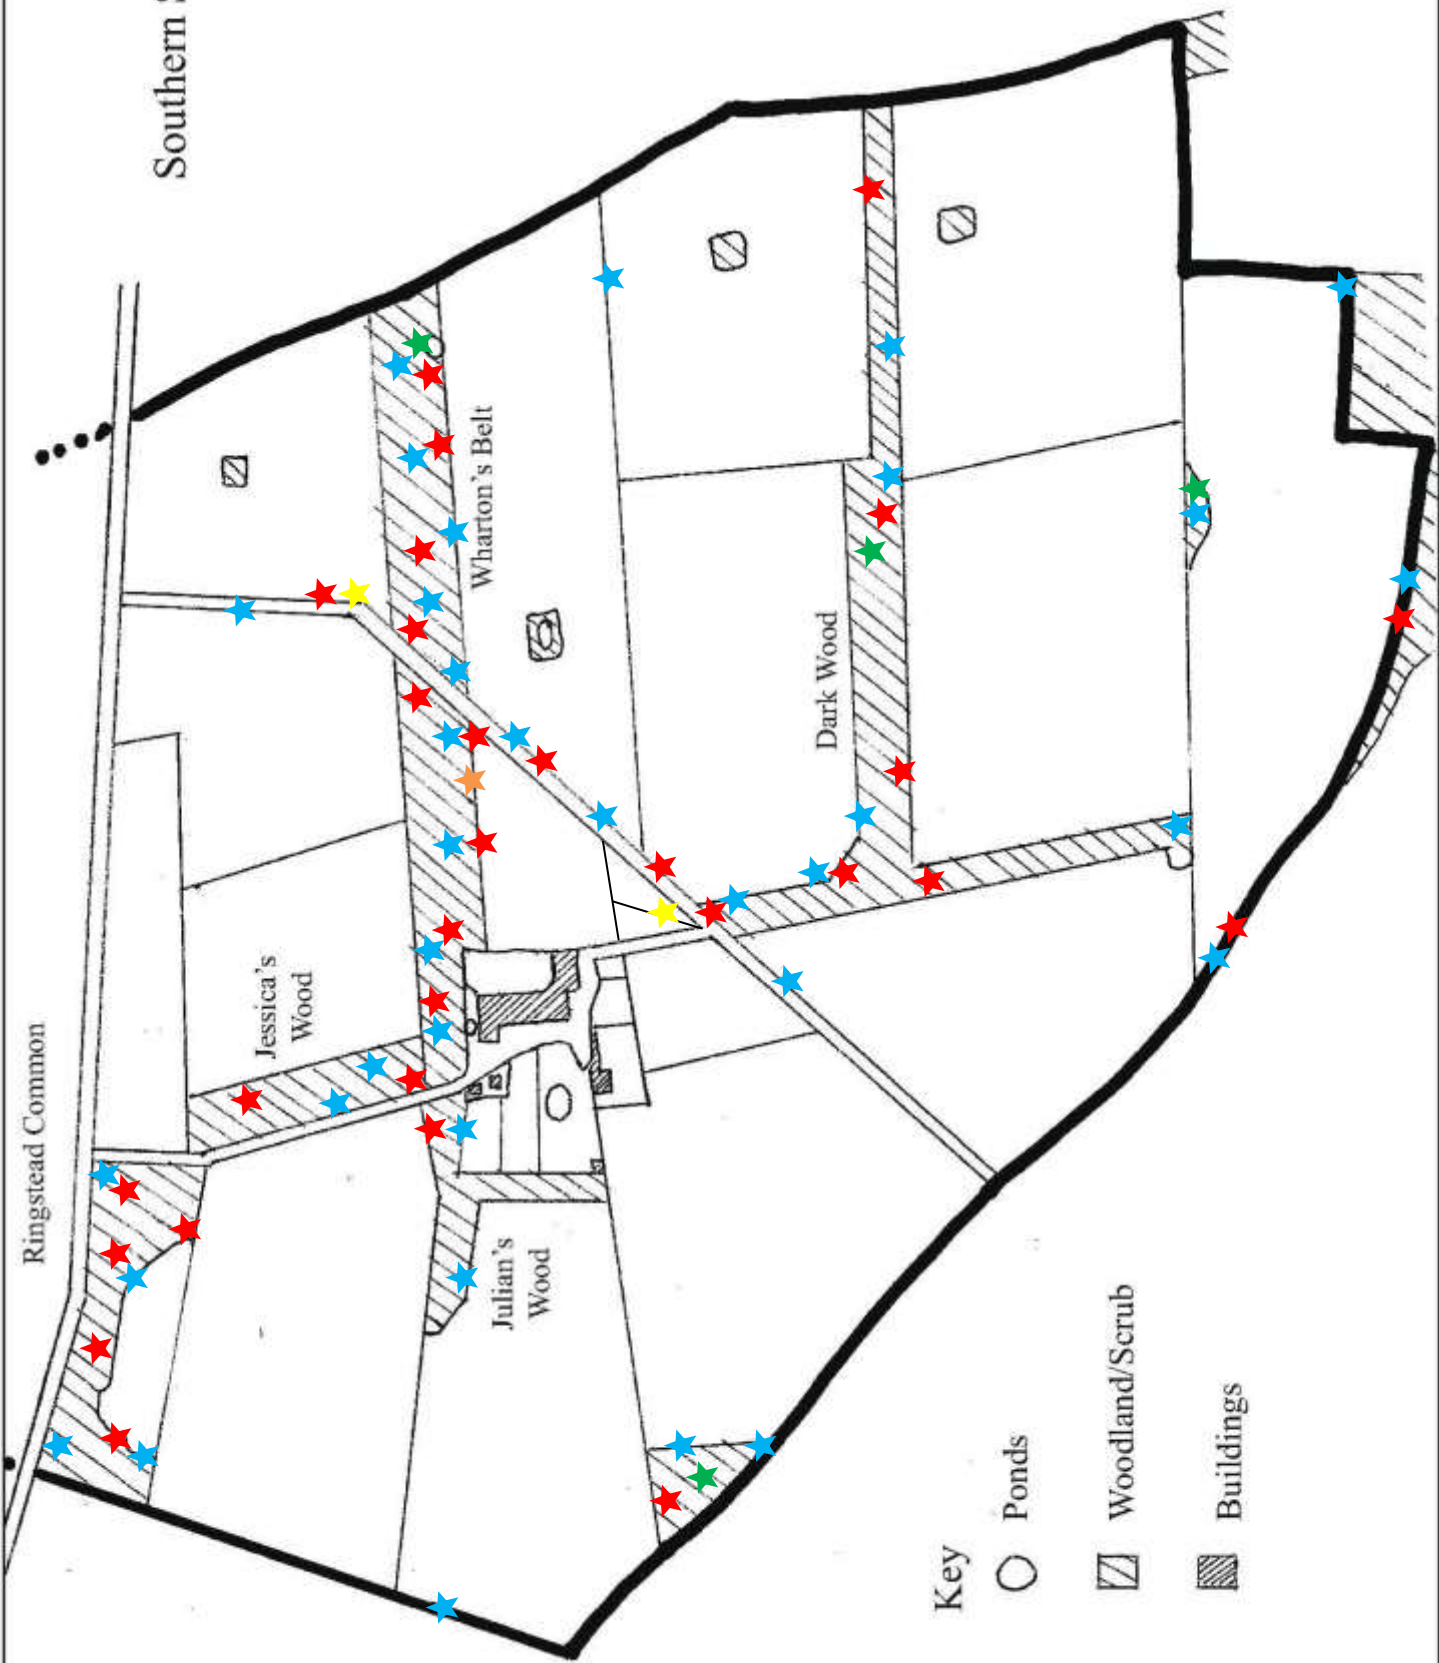 Southern S
Ringstead Common
Jessica's
Wood
Wharton's Belt
Julian's
Wood
Dark Wood
Key
Ponds
Woodland/Scrub
Buildings